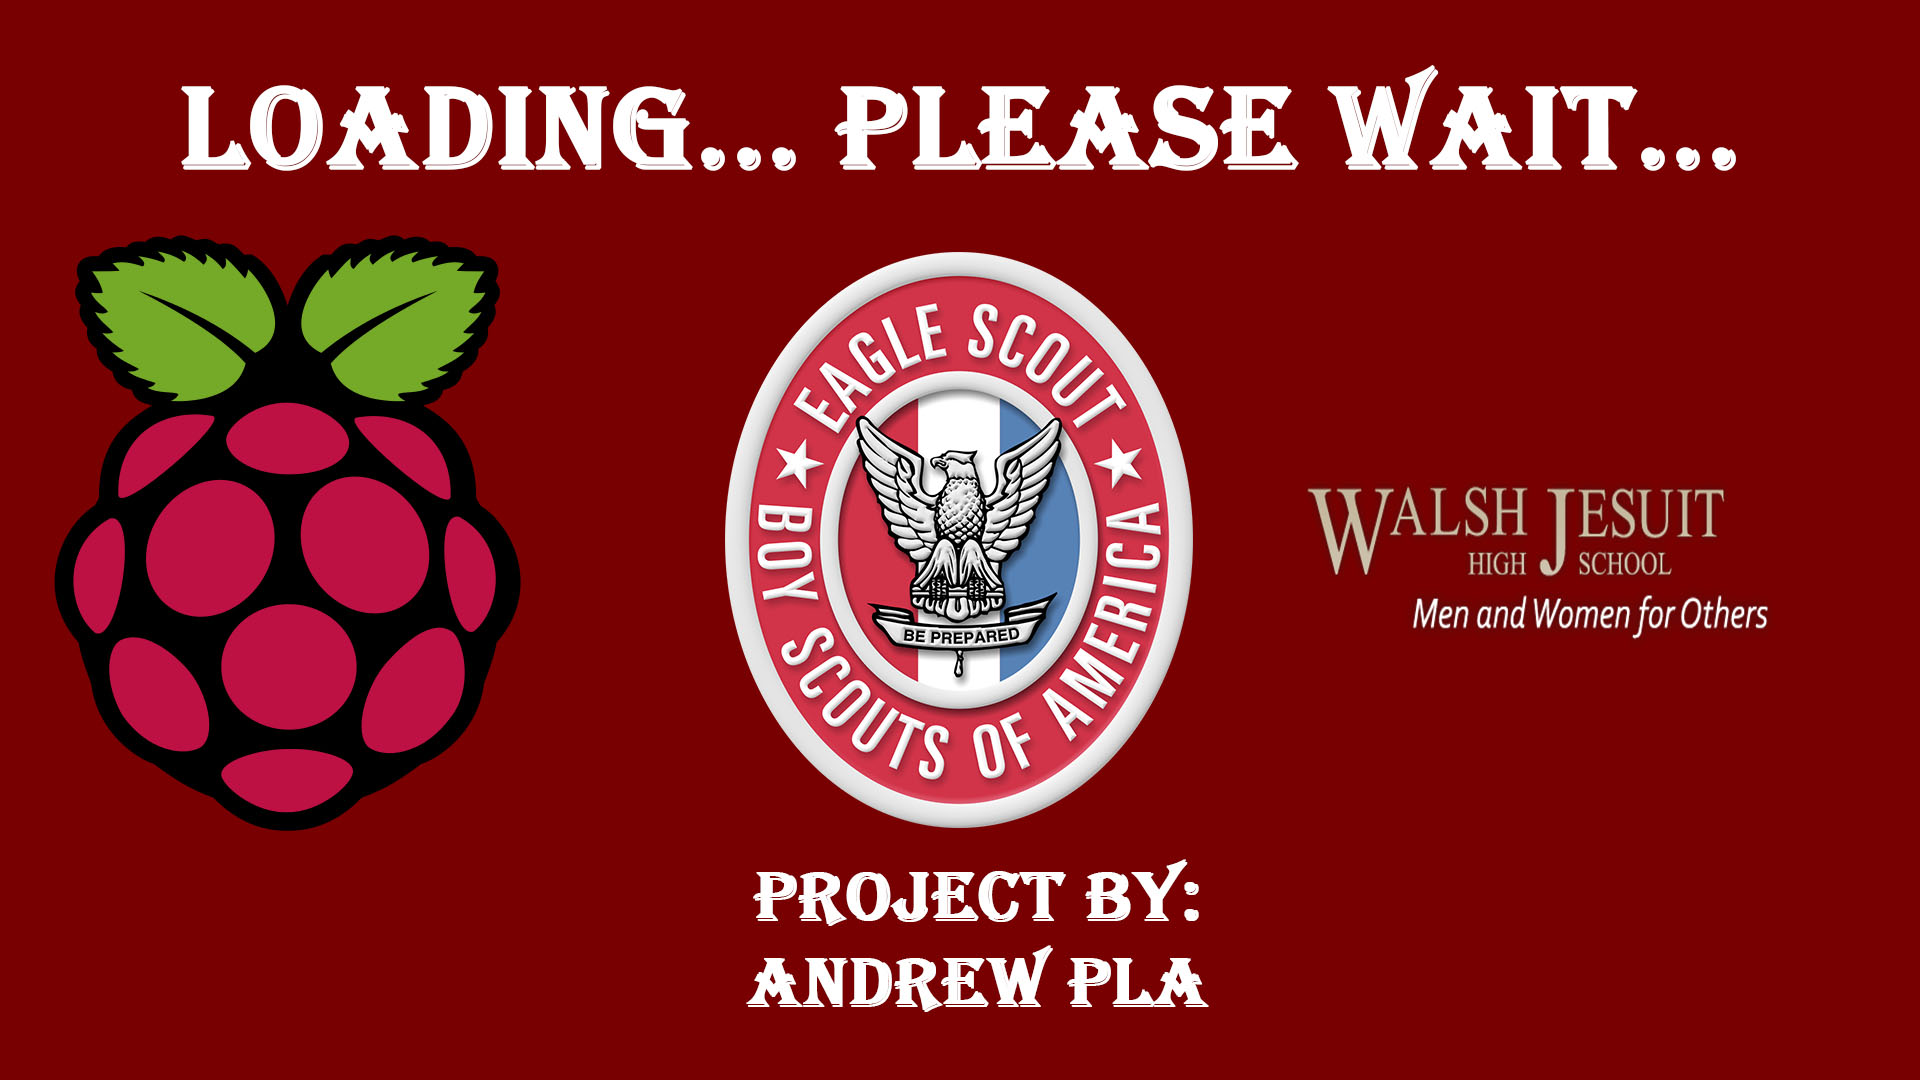 LOADING... PLEASE WAIT...
EAGLE SCOUT
BOY SCOUTS OF AMERICA
BE PREPARED
WALSH JESUIT
HIGH SCHOOL
Men and Women for Others
PROJECT BY:
ANDREW PLA